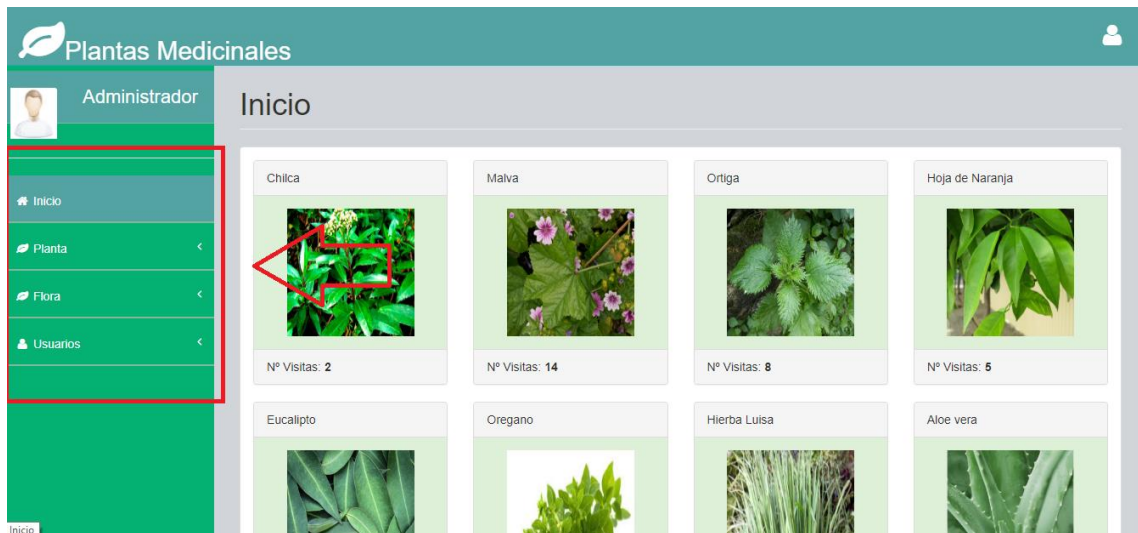 Plantas Medicinales
Administrador
Inicio
Planta
Flora
Usuarios
Inicio
Chilca
Malva
Ortiga
Hoja de Naranja
Nº Visitas: 2
Nº Visitas: 14
Nº Visitas: 8
Nº Visitas: 5
Eucalipto
Oregano
Hierba Luisa
Aloe vera
Inicio